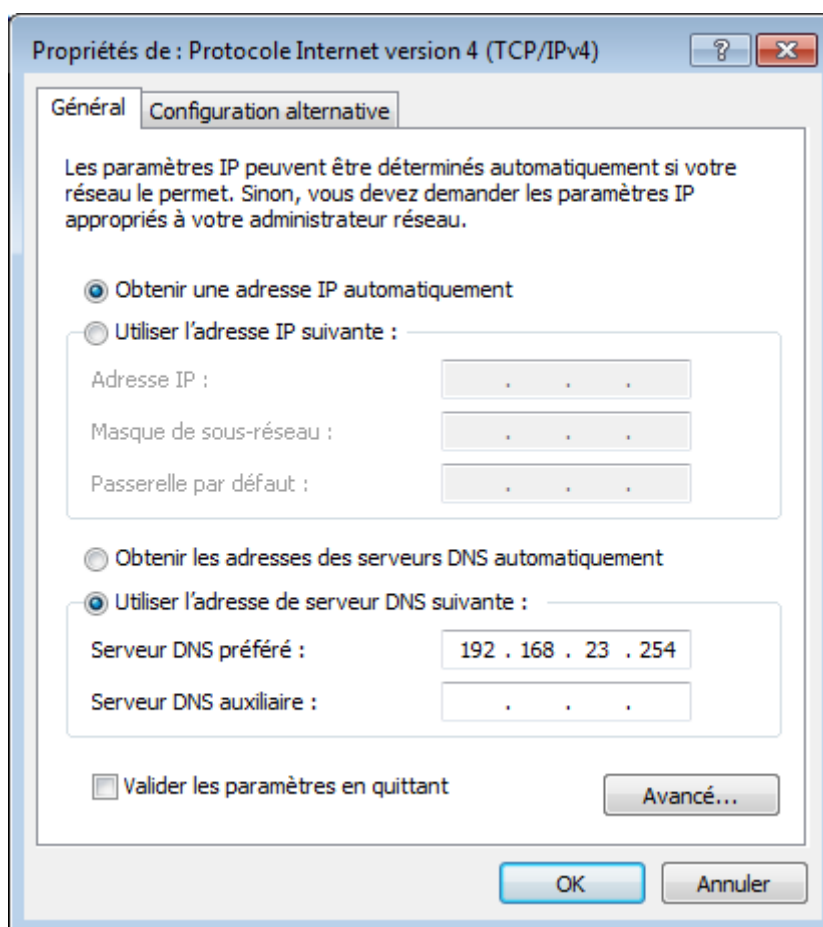 Propriétés de : Protocole Internet version 4 (TCP/IPv4)
Général
Configuration alternative
Les paramètres IP peuvent être déterminés automatiquement si votre
réseau le permet. Sinon, vous devez demander les paramètres IP
appropriés à votre administrateur réseau.
Obtenir une adresse IP automatiquement
Utiliser l'adresse IP suivante :
Adresse IP :
Masque de sous-réseau :
Passerelle par défaut :
Obtenir les adresses des serveurs DNS automatiquement
Utiliser l'adresse de serveur DNS suivante :
Serveur DNS préféré : 192 . 168 . 23 . 254
Serveur DNS auxiliaire :
Valider les paramètres en quittant
Avancé...
OK
Annuler